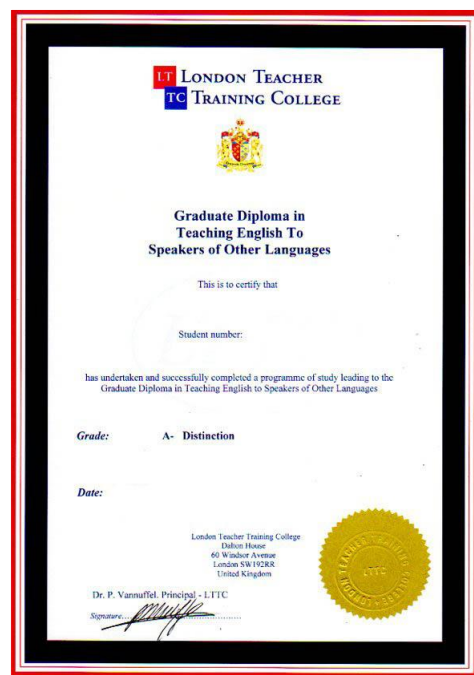 LT LONDON TEACHER
TC TRAINING COLLEGE
Graduate Diploma in
Teaching English To
Speakers of Other Languages
This is to certify that
Student number:
has undertaken and successfully completed a programme of study leading to the
Graduate Diploma in Teaching English to Speakers of Other Languages
Grade: A- Distinction
Date:
London Teacher Training College
Dalton House
60 Windsor Avenue
London SW192RR
United Kingdom
LTTC
Dr. P. Vannuffel. Principal - LTTC
Signature